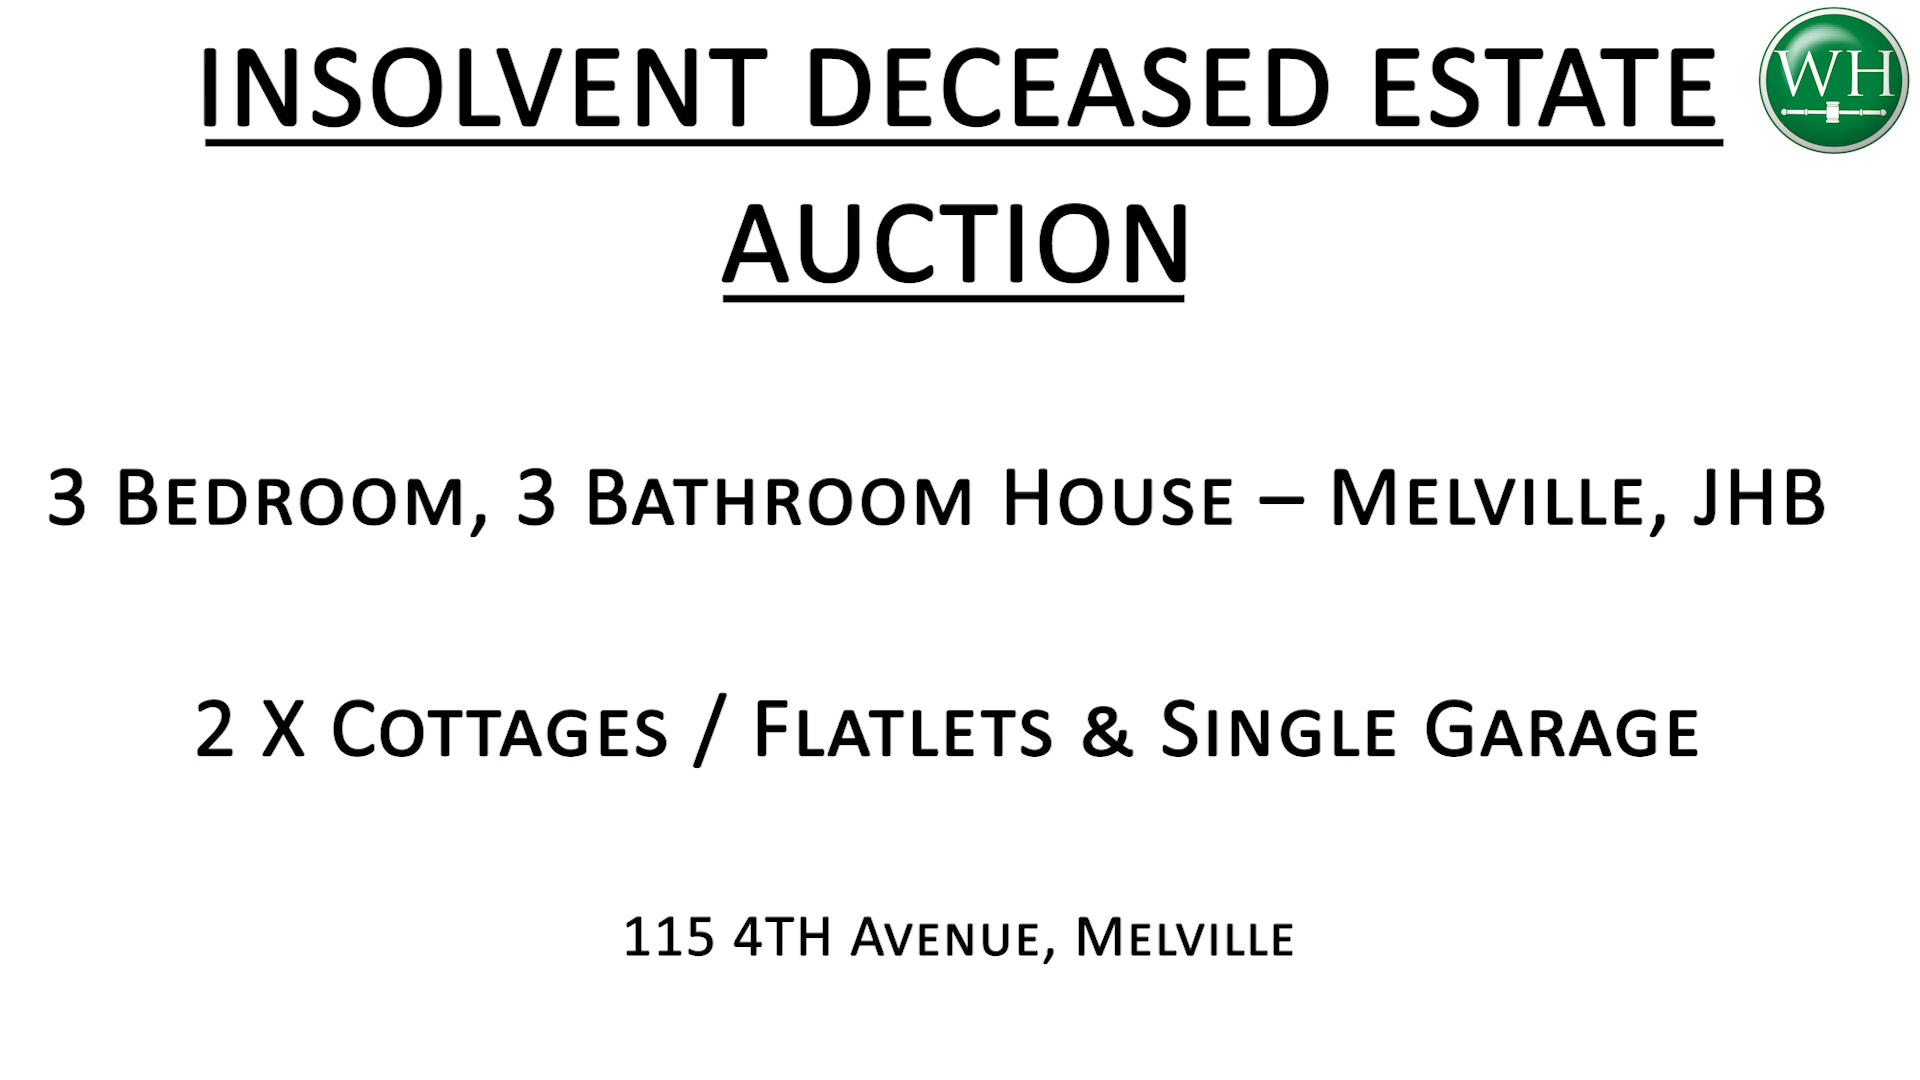 INSOLVENT DECEASED ESTATE
WH
AUCTION
3 Bedroom, 3 Bathroom House – Melville, JHB
2 X Cottages / Flatlets & Single Garage
115 4TH Avenue, Melville